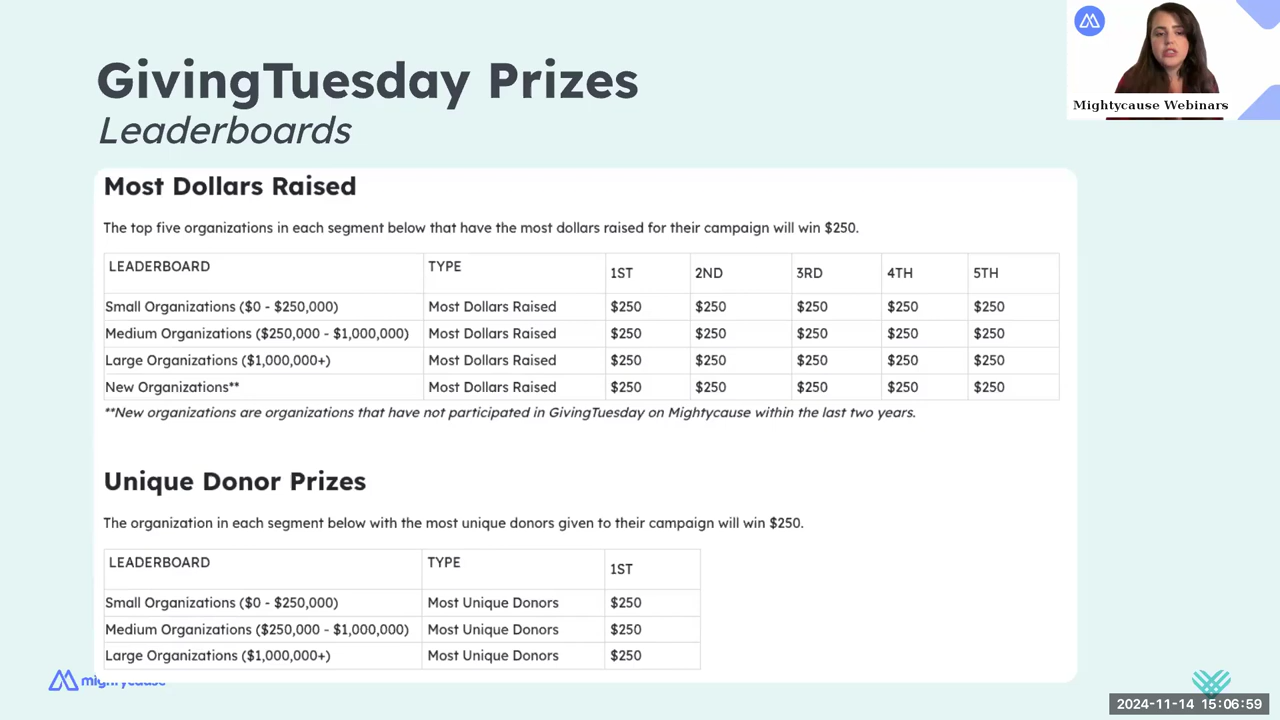 GivingTuesday Prizes
Leaderboards
Mightycause Webinars
Most Dollars Raised
The top five organizations in each segment below that have the most dollars raised for their campaign will win $250.
LEADERBOARD TYPE 1ST 2ND 3RD 4TH 5TH
Small Organizations ($0 - $250,000) Most Dollars Raised $250 $250 $250 $250 $250
Medium Organizations ($250,000 - $1,000,000) Most Dollars Raised $250 $250 $250 $250 $250
Large Organizations ($1,000,000+) Most Dollars Raised $250 $250 $250 $250 $250
New Organizations** Most Dollars Raised $250 $250 $250 $250 $250
**New organizations are organizations that have not participated in GivingTuesday on Mightycause within the last two years.
Unique Donor Prizes
The organization in each segment below with the most unique donors given to their campaign will win $250.
LEADERBOARD TYPE 1ST
Small Organizations ($0 - $250,000) Most Unique Donors $250
Medium Organizations ($250,000 - $1,000,000) Most Unique Donors $250
Large Organizations ($1,000,000+) Most Unique Donors $250
mightycause
2024-11-14 15:06:59